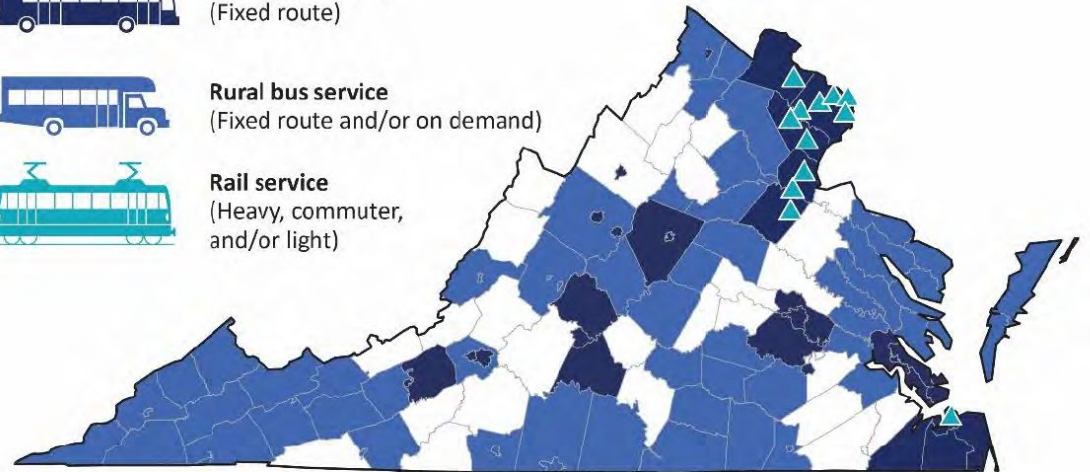 (Fixed route)
Rural bus service
(Fixed route and/or on demand)
Rail service
(Heavy, commuter,
and/or light)